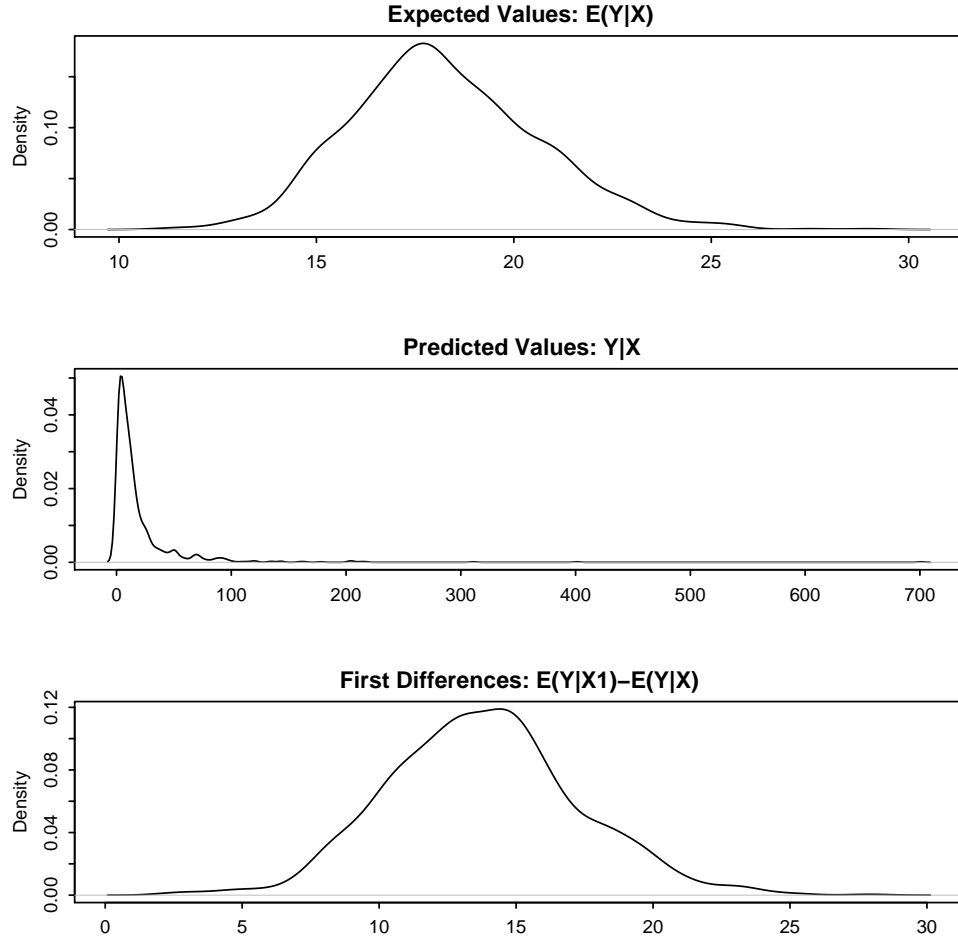 Expected Values: E(Y|X)
Density
0.00
0.10
10 15 20 25 30
Predicted Values: Y|X
Density
0.00
0.02
0.04
0 100 200 300 400 500 600 700
First Differences: E(Y|X1)−E(Y|X)
Density
0.00
0.04
0.08
0.12
0 5 10 15 20 25 30